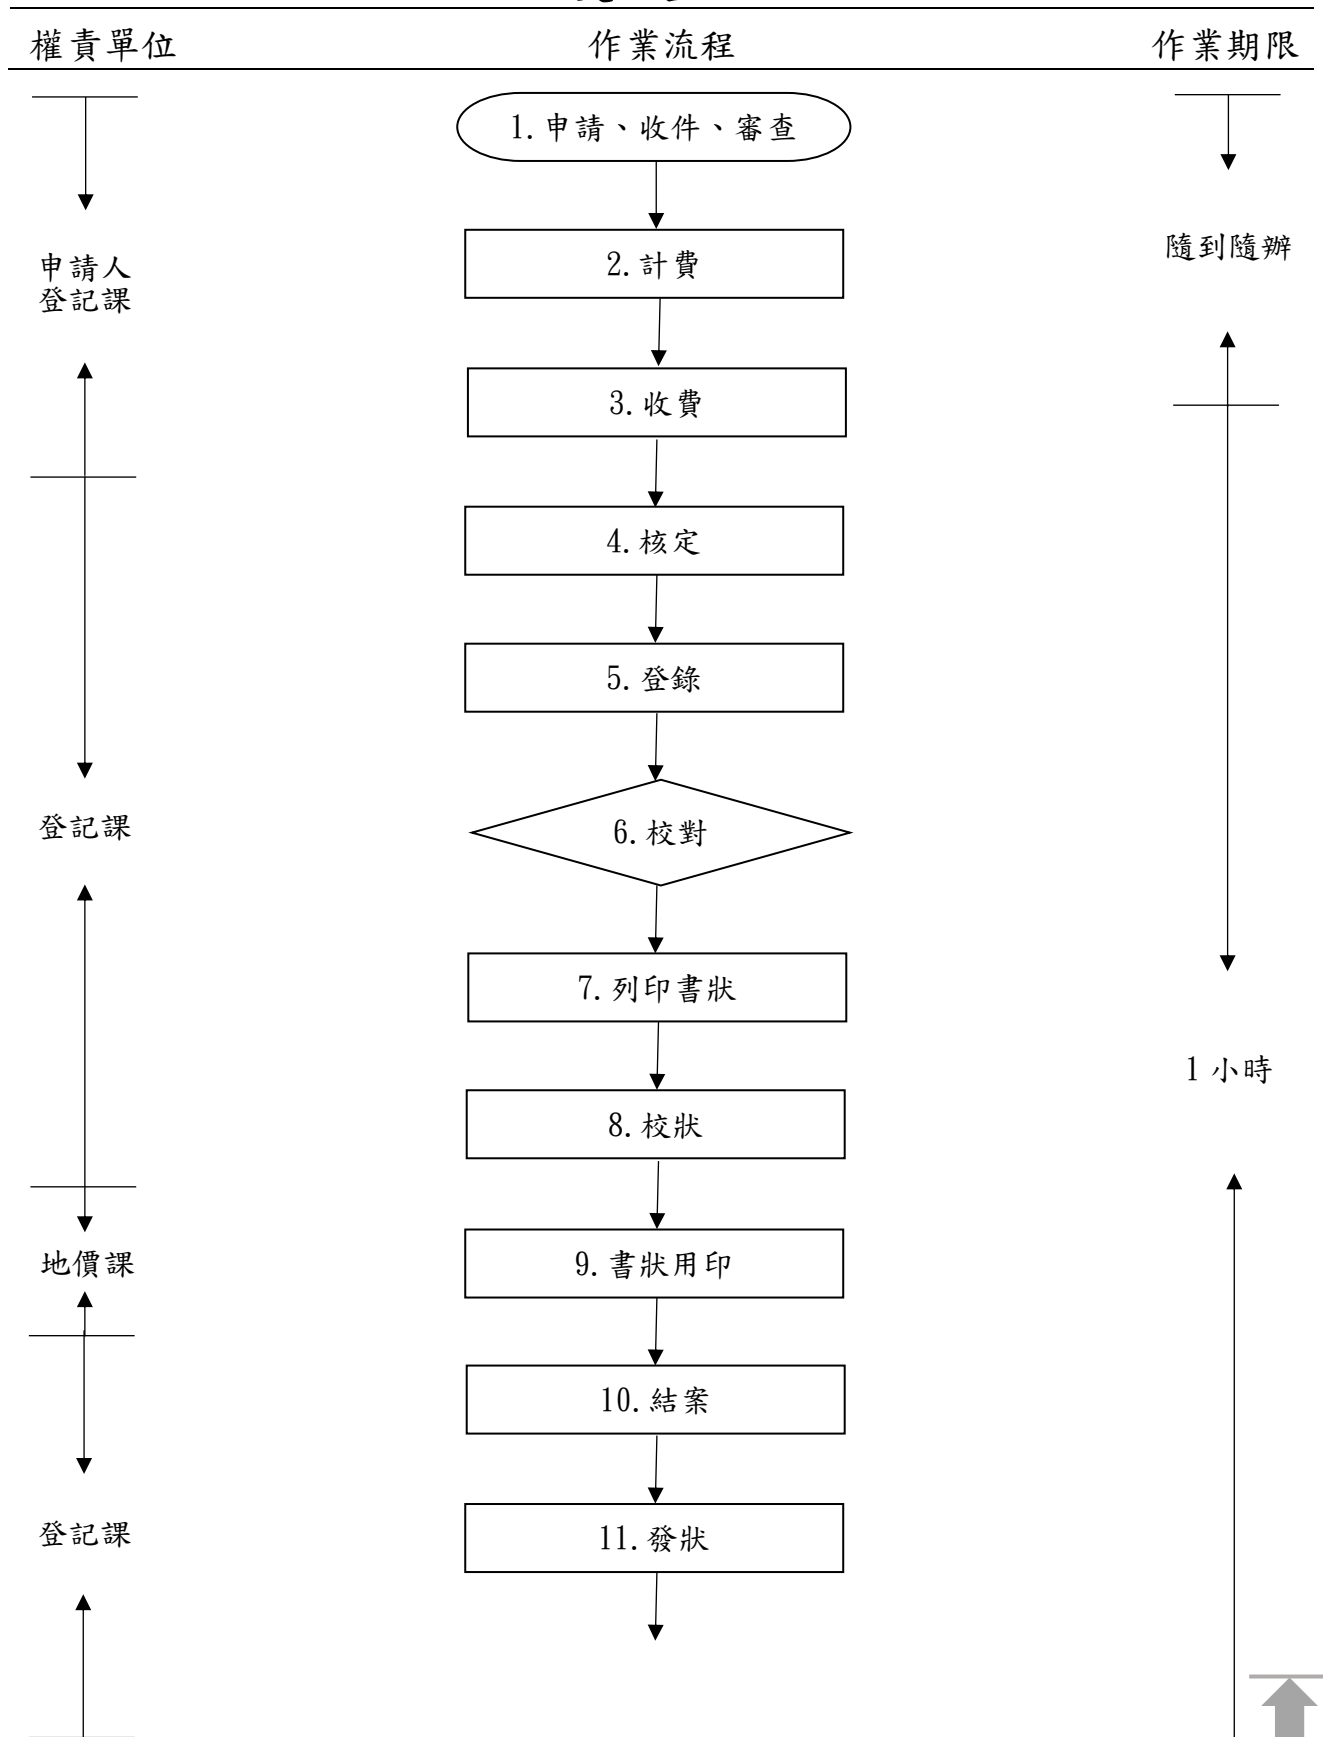 權責單位 作業流程 作業期限
1.申請、收件、審查
2.計費
隨到隨辦
申請人
登記課
3.收費
4.核定
5.登錄
6.校對
登記課
7.列印書狀
1 小時
8.校狀
9.書狀用印
地價課
10.結案
11.發狀
登記課